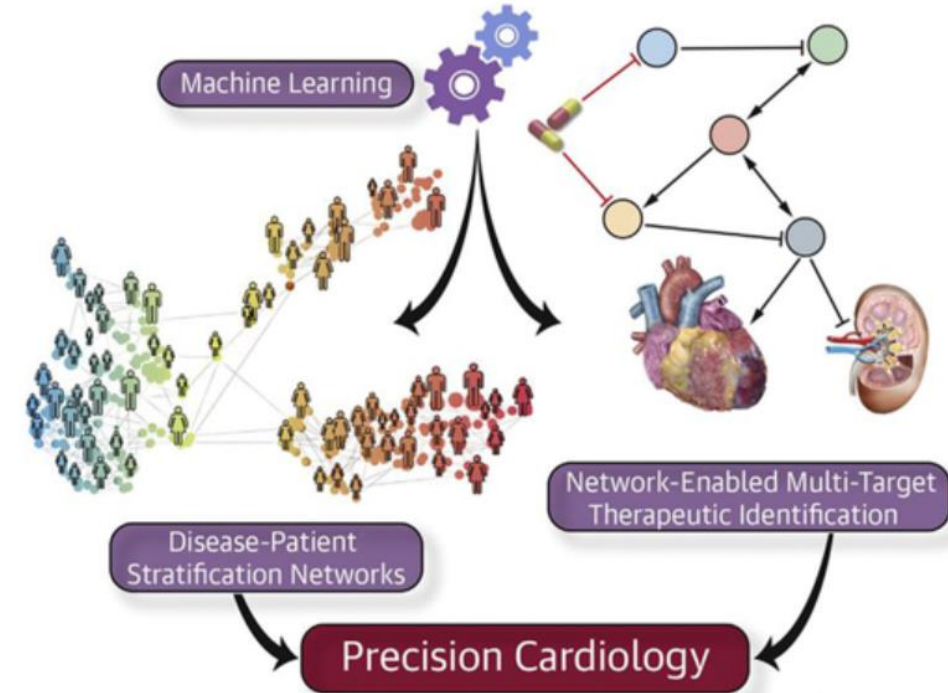 Machine Learning
Network-Enabled Multi-Target
Therapeutic Identification
Disease-Patient
Stratification Networks
Precision Cardiology